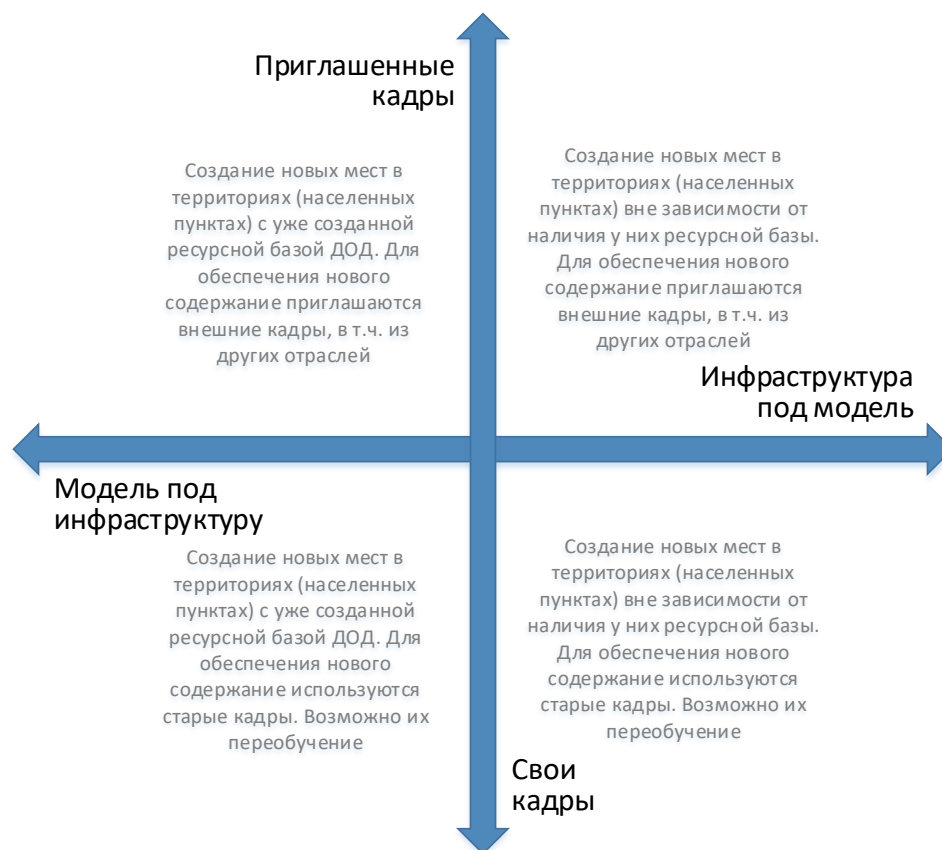 Приглашенные
кадры
Создание новых мест в
территориях (населенных
пунктах) с уже созданной
ресурсной базой ДОД. Для
обеспечения нового
содержание приглашаются
внешние кадры, в т.ч. из
других отраслей
Создание новых мест в
территориях (населенных
пунктах) вне зависимости от
наличия у них ресурсной базы.
Для обеспечения нового
содержание приглашаются
внешние кадры, в т.ч. из
других отраслей
Инфраструктура
под модель
Модель под
инфраструктуру
Создание новых мест в
территориях (населенных
пунктах) с уже созданной
ресурсной базой ДОД. Для
обеспечения нового
содержание используются
старые кадры. Возможно их
переобучение
Создание новых мест в
территориях (населенных
пунктах) вне зависимости от
наличия у них ресурсной базы.
Для обеспечения нового
содержание используются
старые кадры. Возможно их
переобучение
Свои
кадры